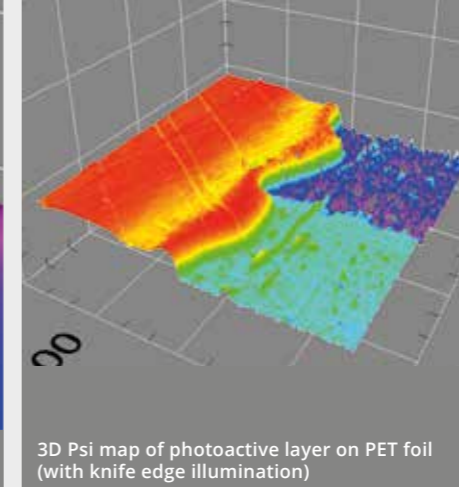 00
3D Psi map of photoactive layer on PET foil
(with knife edge illumination)